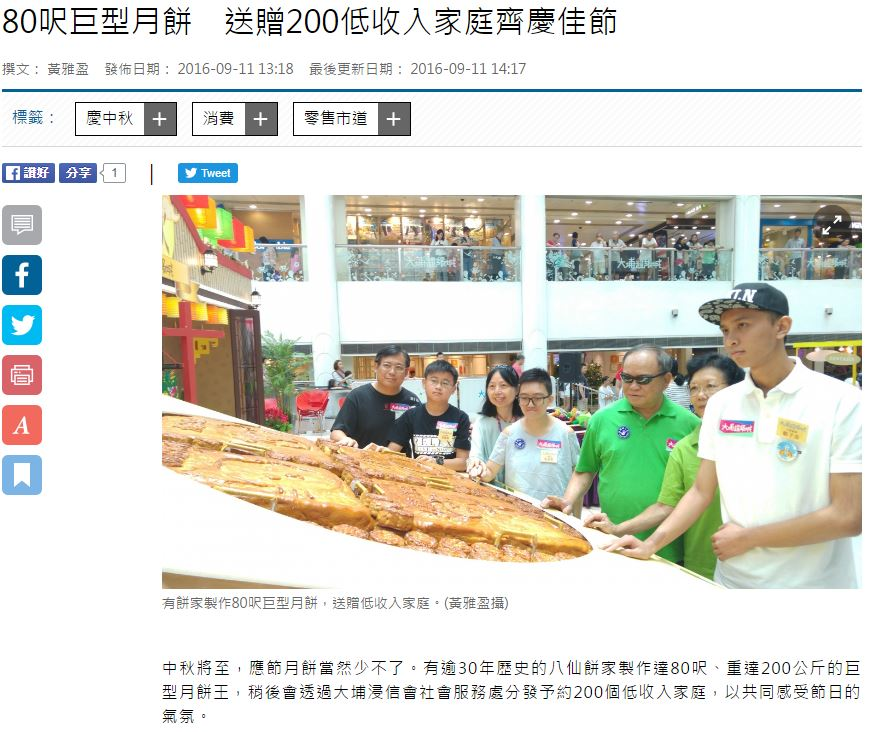 80呎巨型月餅　送贈200低收入家庭齊慶佳節
撰文： 黃雅盈　發佈日期： 2016-09-11 13:18　最後更新日期： 2016-09-11 14:17
標籤： 慶中秋 + 消費 + 零售市道 +
讚好 分享 1 | Tweet
A
大埔超級城
T.N
有餅家製作80呎巨型月餅，送贈低收入家庭。(黃雅盈攝)
中秋將至，應節月餅當然少不了。有逾30年歷史的八仙餅家製作達80呎、重達200公斤的巨
型月餅王，稍後會透過大埔浸信會社會服務處分發予約200個低收入家庭，以共同感受節日的
氣氛。